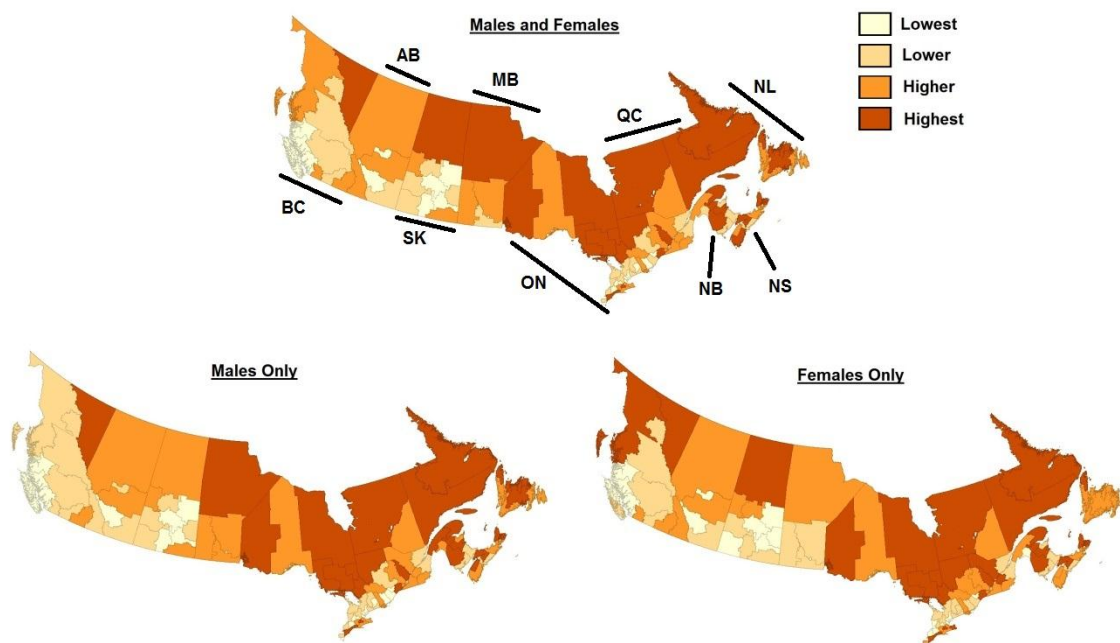 Males and Females
Lowest
Lower
Higher
Highest
AB
MB
QC
NL
BC
SK
ON
NB
NS
Males Only
Females Only